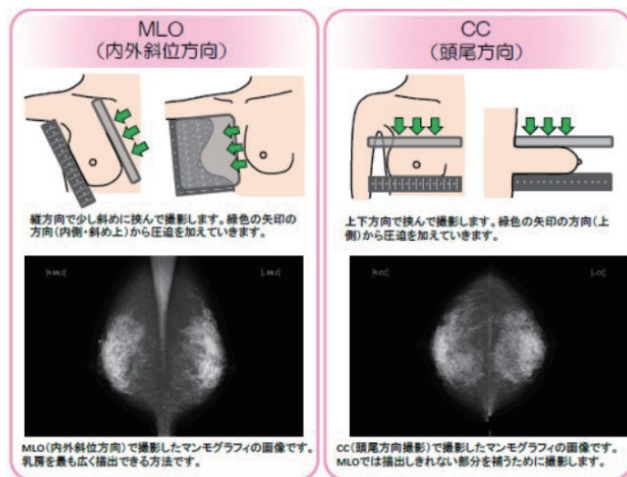 MLO
(内外斜位方向)
縦方向で少し斜めに挟んで撮影します。緑色の矢印の
方向(内側・斜め上)から圧迫を加えていきます。
R-MLO
L-MLO
MLO(内外斜位方向)で撮影したマンモグラフィの画像です。
乳房を最も広く描出できる方法です。
CC
(頭尾方向)
上下方向で挟んで撮影します。緑色の矢印の方向(上
側)から圧迫を加えていきます。
R-CC
L-CC
CC(頭尾方向撮影)で撮影したマンモグラフィの画像です。
MLOでは描出しきれない部分を補うために撮影します。